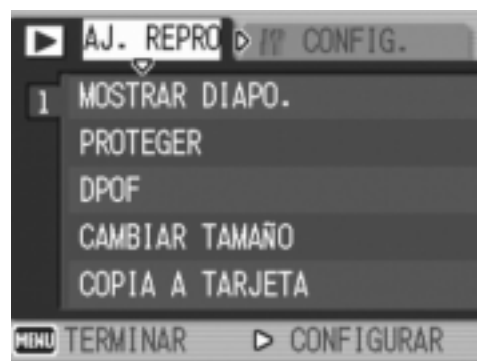 AJ. REPRO CONFIG.
1 MOSTRAR DIAPO.
PROTEGER
DPOF
CAMBIAR TAMAÑO
COPIA A TARJETA
MENU TERMINAR CONFIGURAR